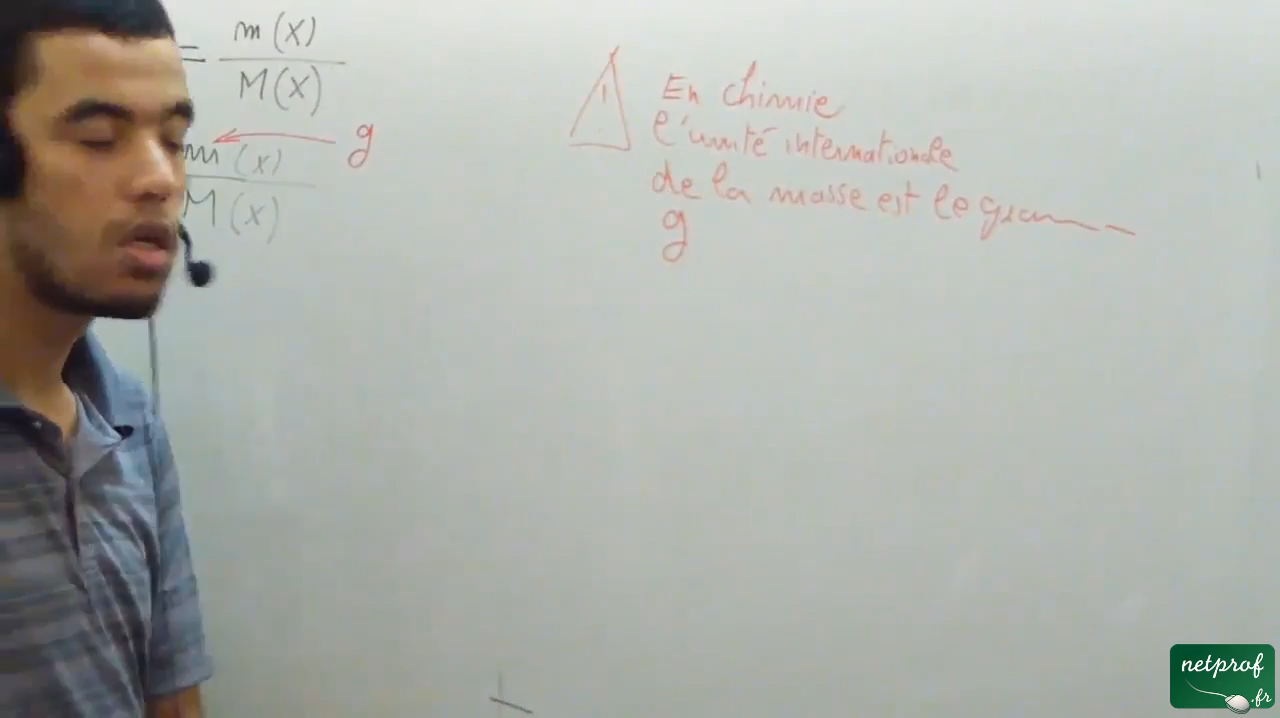 = m(X)
M(X)
g
m(x)
M(x)
En chimie
l'unité internationale
de la masse est le gram
g
netprof
.fr